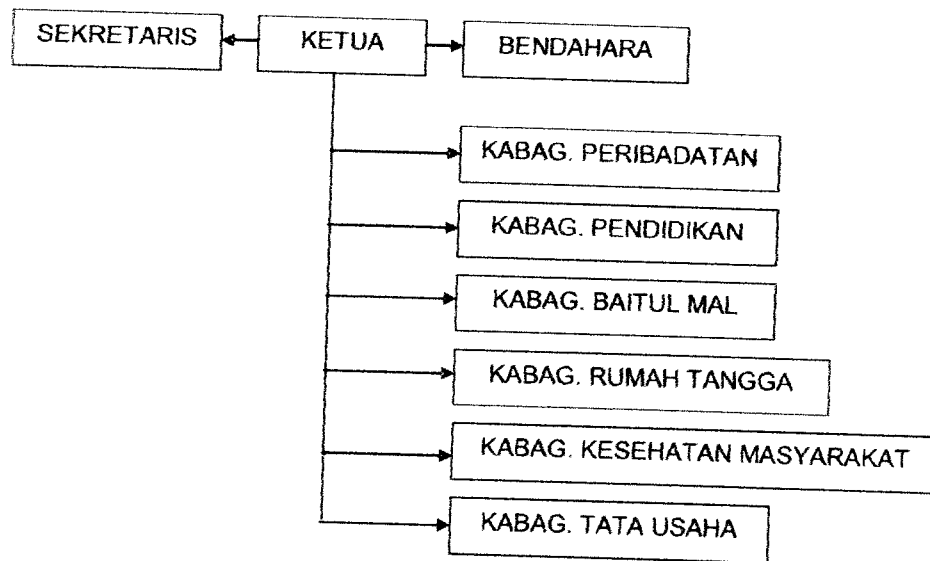 SEKRETARIS
KETUA
BENDAHARA
KABAG. PERIBADATAN
KABAG. PENDIDIKAN
KABAG. BAITUL MAL
KABAG. RUMAH TANGGA
KABAG. KESEHATAN MASYARAKAT
KABAG. TATA USAHA